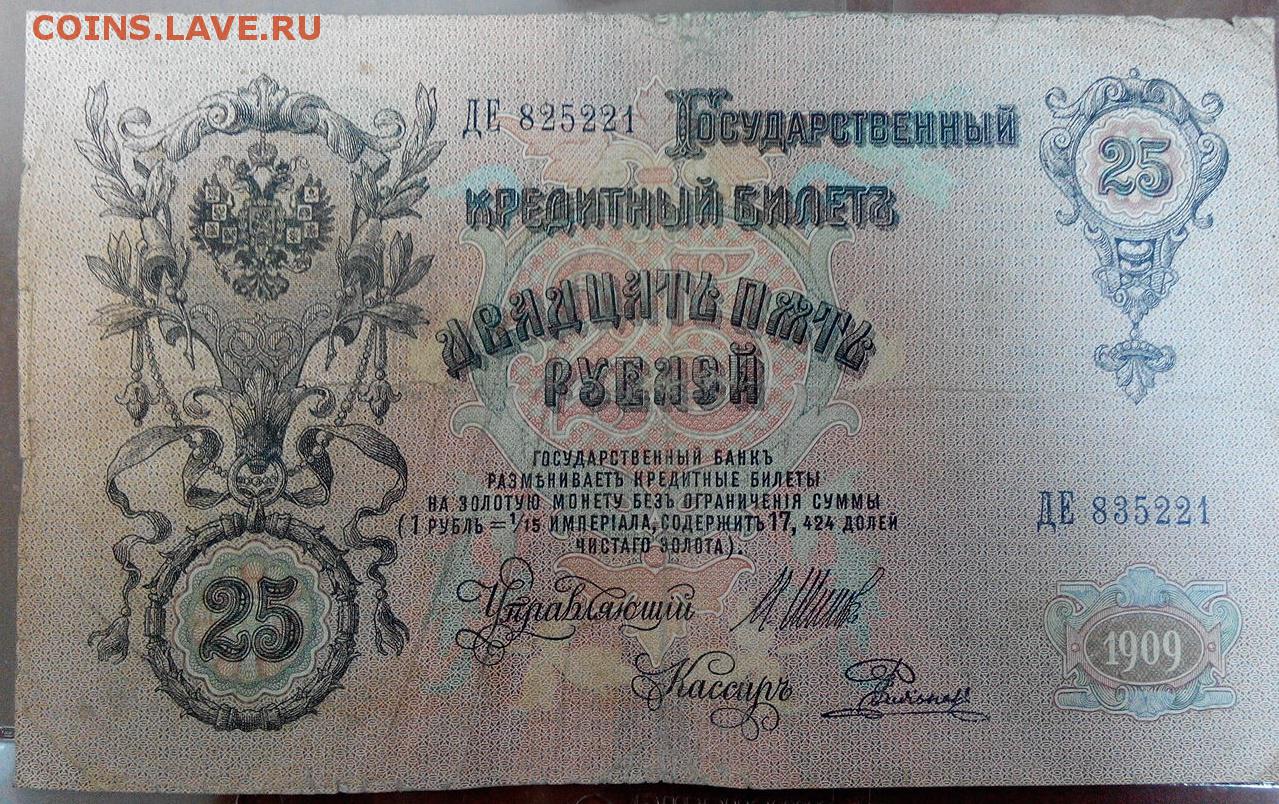 COINS.LAVE.RU
ДЕ 825221
Государственный
25
кредитный билетъ
двадцать пять
рублей
ГОСУДАРСТВЕННЫЙ БАНКЪ
РАЗМѢНИВАЕТЪ КРЕДИТНЫЕ БИЛЕТЫ
НА ЗОЛОТУЮ МОНЕТУ БЕЗЪ ОГРАНИЧЕНІЯ СУММЫ
(1 РУБЛЬ = 1/15 ИМПЕРІАЛА, СОДЕРЖИТЪ 17, 424 ДОЛЕЙ
ЧИСТАГО ЗОЛОТА).
ДЕ 835221
25
Управляющій
Кассиръ
1909